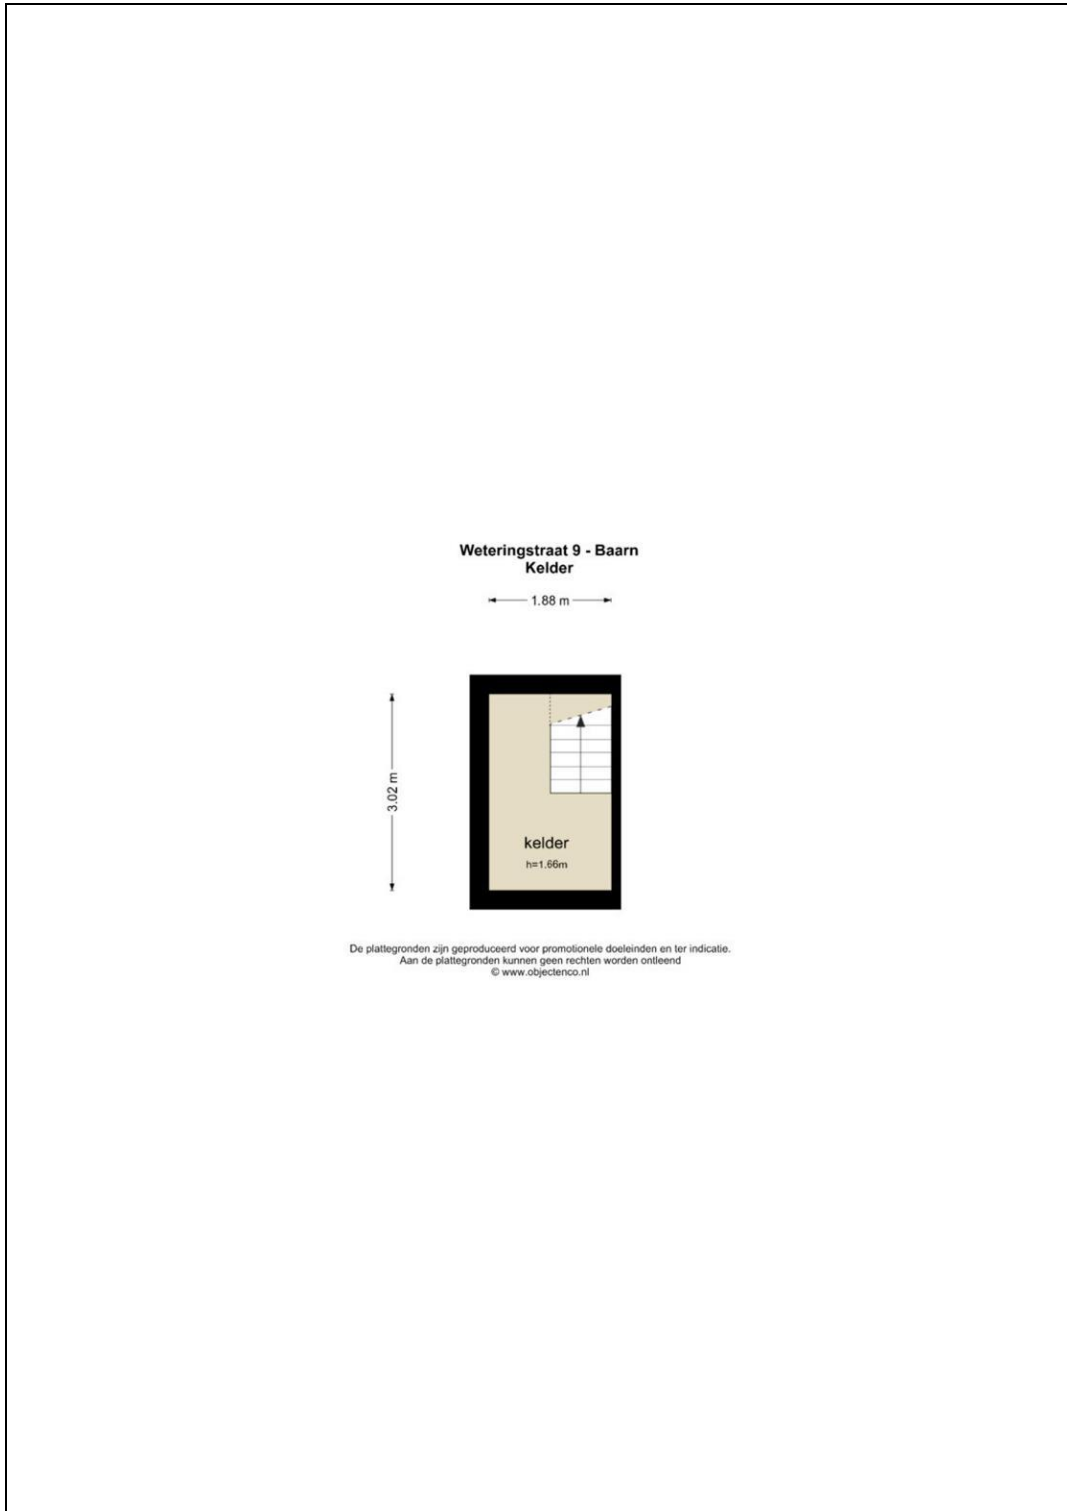 Weteringstraat 9 - Baarn
Kelder
1.88 m
3.02 m
kelder
h=1.66m
De plattegronden zijn geproduceerd voor promotionele doeleinden en ter indicatie.
Aan de plattegronden kunnen geen rechten worden ontleend
© www.objectenco.nl